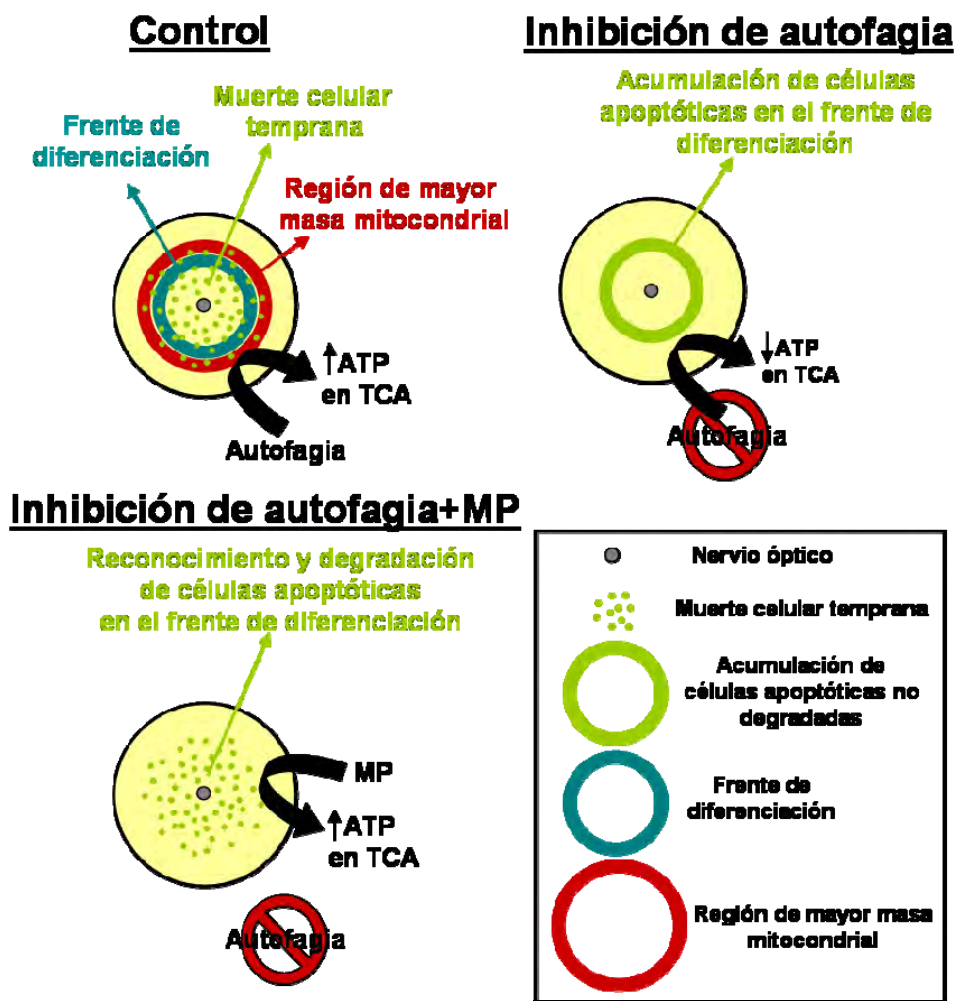 Control
Muerte celular
temprana
Frente de
diferenciación
Región de mayor
masa mitocondrial
↑ATP
en TCA
Autofagia
Inhibición de autofagia
Acumulación de células
apoptóticas en el frente de
diferenciación
↓ATP
en TCA
Autofagia
Inhibición de autofagia+MP
Reconocimiento y degradación
de células apoptóticas
en el frente de diferenciación
MP
↑ATP
en TCA
Autofagia
Nervio óptico
Muerte celular temprana
Acumulación de
células apoptóticas no
degradadas
Frente de
diferenciación
Región de mayor masa
mitocondrial